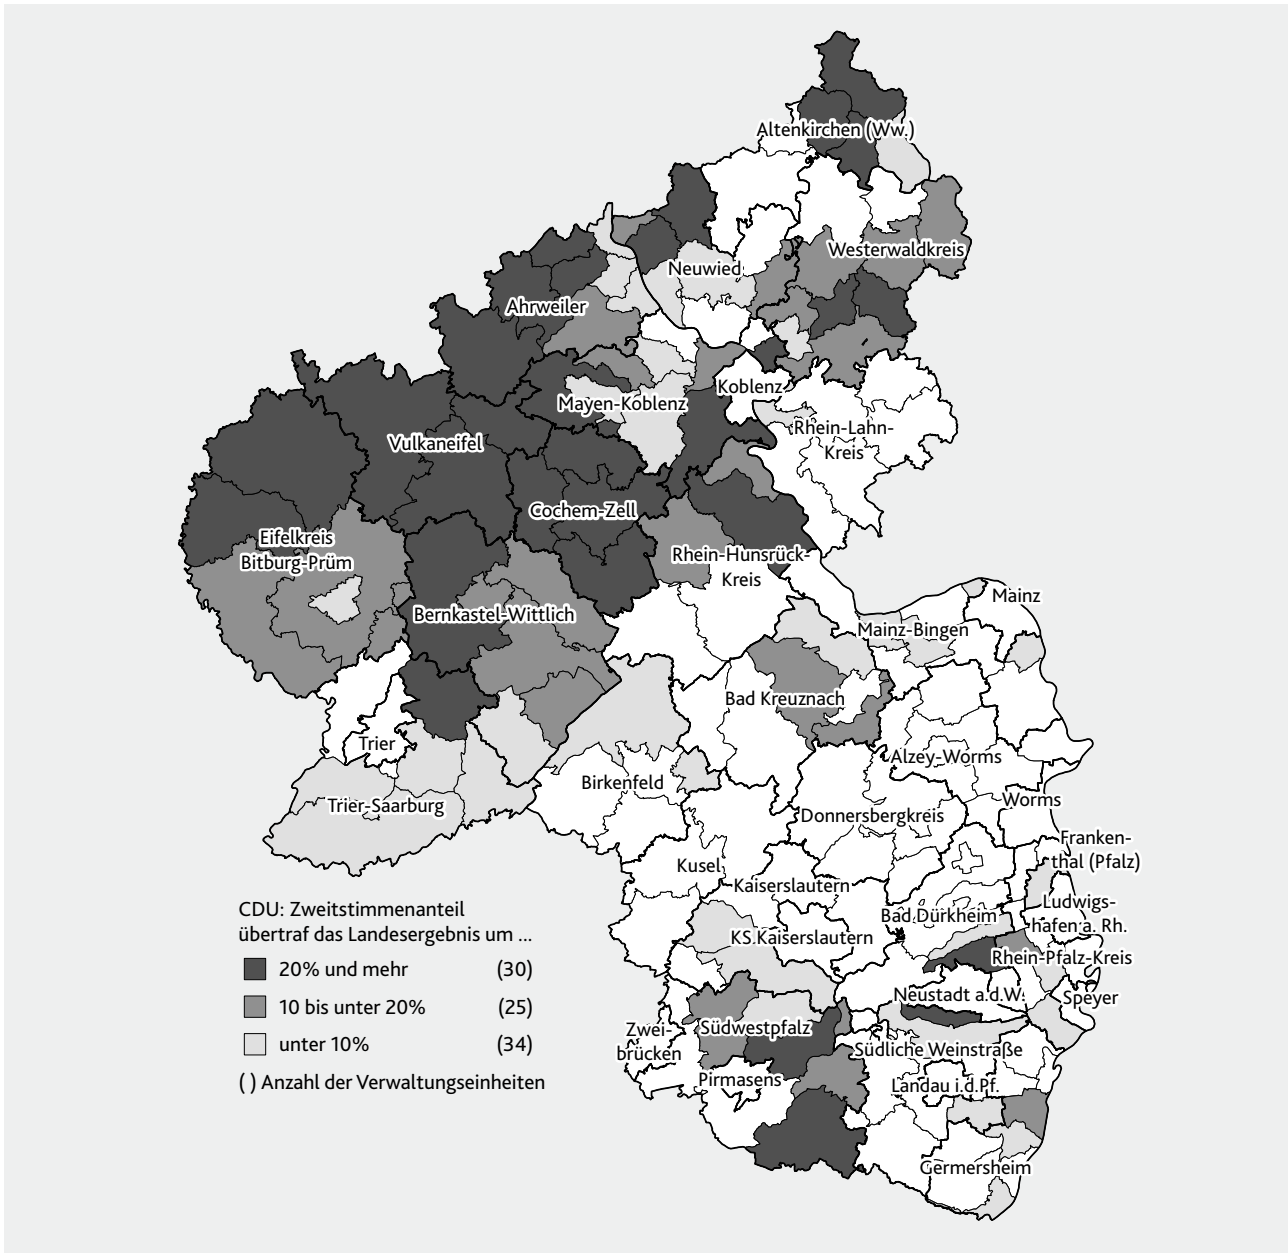 Altenkirchen (Ww.)
Westerwaldkreis
Neuwied
Ahrweiler
Koblenz
Mayen-Koblenz
Rhein-Lahn-
Kreis
Vulkaneifel
Cochem-Zell
Eifelkreis
Bitburg-Prüm
Rhein-Hunsrück-
Kreis
Mainz
Bernkastel-Wittlich
Mainz-Bingen
Bad Kreuznach
Trier
Alzey-Worms
Birkenfeld
Trier-Saarburg
Worms
Donnersbergkreis
Franken-
thal (Pfalz)
Kusel
Kaiserslautern
Ludwigs-
hafen a. Rh.
Bad Dürkheim
KS.Kaiserslautern
Rhein-Pfalz-Kreis
Neustadt a.d.W.
Speyer
Südwestpfalz
Zwei-
brücken
Südliche Weinstraße
Pirmasens
Landau i.d.Pf.
Germersheim
CDU: Zweitstimmenanteil
übertraf das Landesergebnis um ...
20% und mehr (30)
10 bis unter 20% (25)
unter 10% (34)
( ) Anzahl der Verwaltungseinheiten